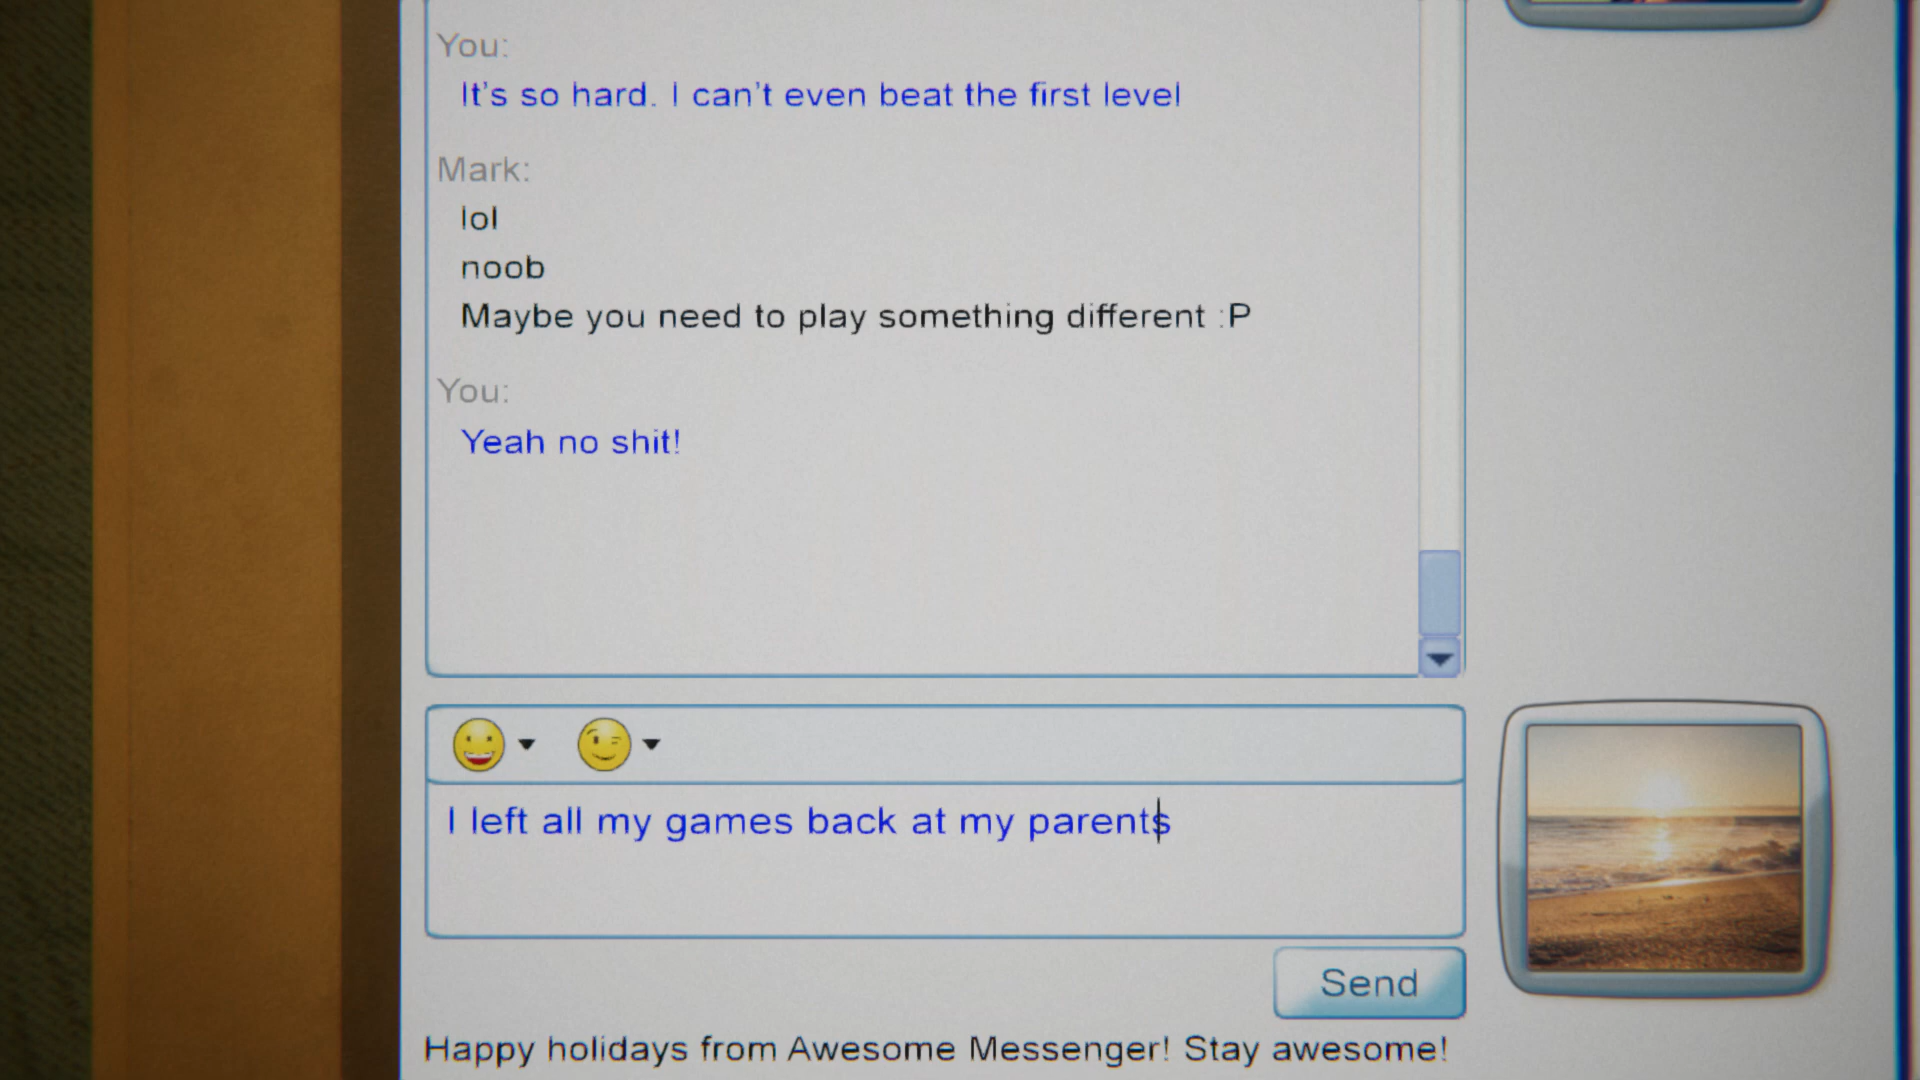 You:
It's so hard. I can't even beat the first level
Mark:
lol
noob
Maybe you need to play something different :P
You:
Yeah no shit!
I left all my games back at my parents
Send
Happy holidays from Awesome Messenger! Stay awesome!